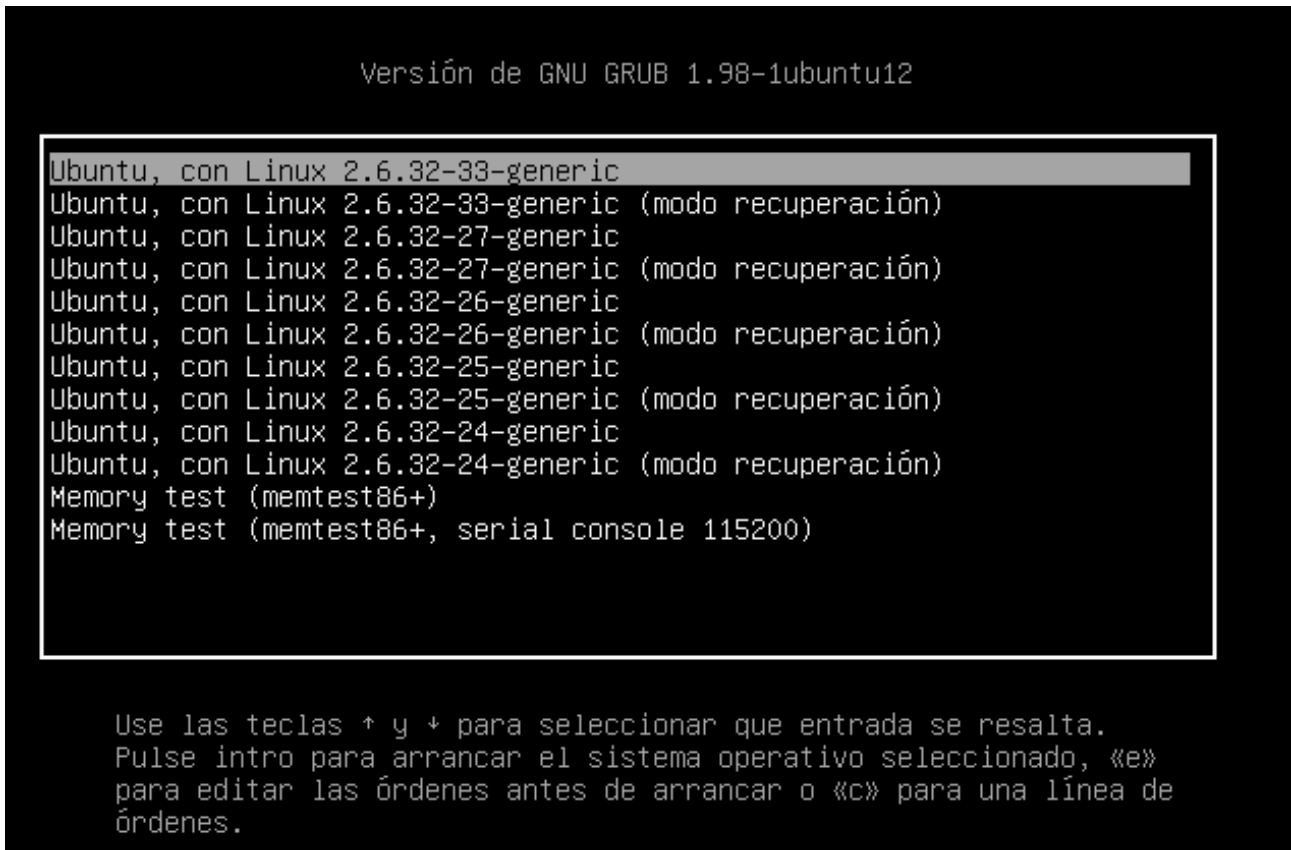 Versión de GNU GRUB 1.98-1ubuntu12
Ubuntu, con Linux 2.6.32-33-generic
Ubuntu, con Linux 2.6.32-33-generic (modo recuperación)
Ubuntu, con Linux 2.6.32-27-generic
Ubuntu, con Linux 2.6.32-27-generic (modo recuperación)
Ubuntu, con Linux 2.6.32-26-generic
Ubuntu, con Linux 2.6.32-26-generic (modo recuperación)
Ubuntu, con Linux 2.6.32-25-generic
Ubuntu, con Linux 2.6.32-25-generic (modo recuperación)
Ubuntu, con Linux 2.6.32-24-generic
Ubuntu, con Linux 2.6.32-24-generic (modo recuperación)
Memory test (memtest86+)
Memory test (memtest86+, serial console 115200)
Use las teclas ↑ y ↓ para seleccionar que entrada se resalta.
Pulse intro para arrancar el sistema operativo seleccionado, «e»
para editar las órdenes antes de arrancar o «c» para una línea de
órdenes.